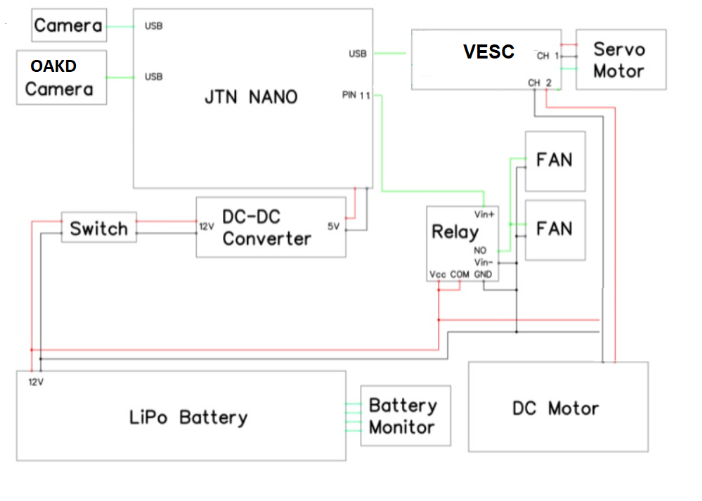 Camera
USB
OAKD
Camera
USB
JTN NANO
USB
PIN 11
VESC
CH 1
CH 2
Servo
Motor
FAN
FAN
Switch
12V
DC-DC
Converter
5V
Vin+
Relay
NO
Vin-
Vcc COM GND
12V
LiPo Battery
Battery
Monitor
DC Motor